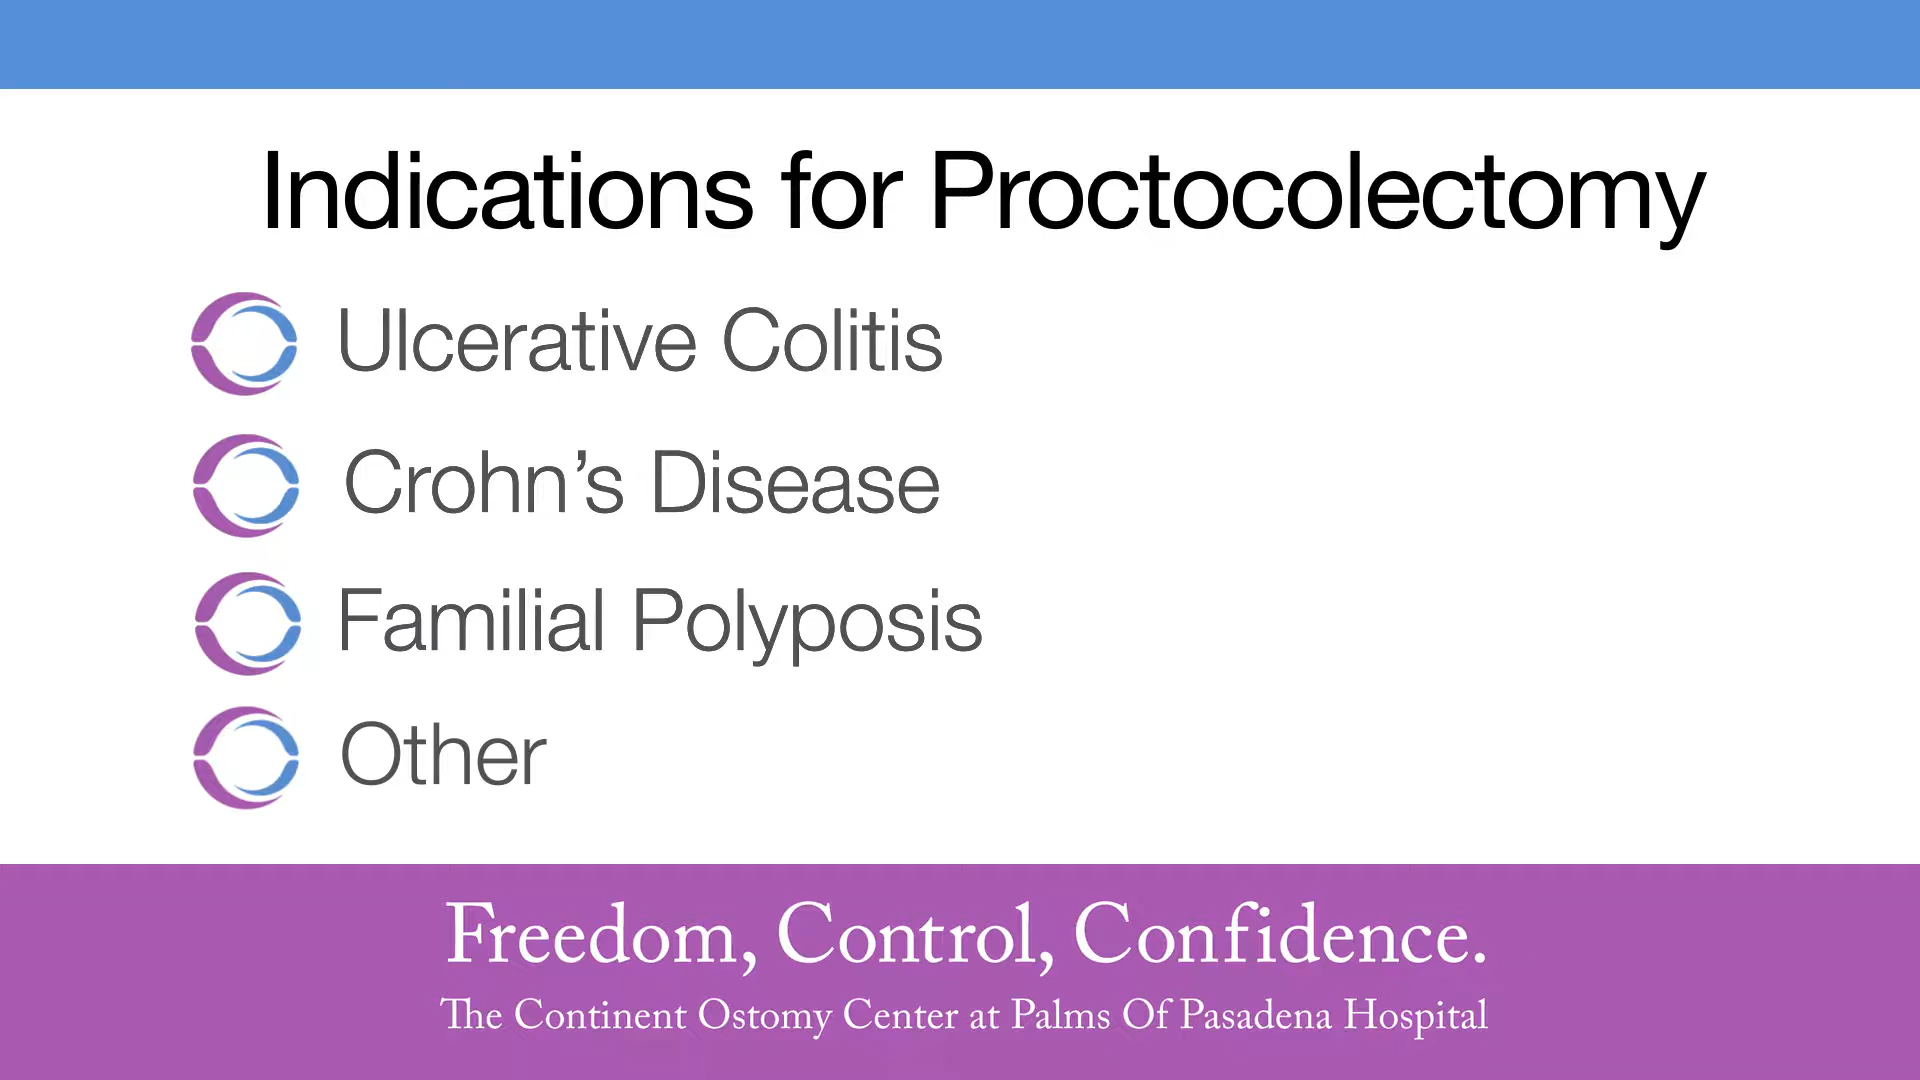 Indications for Proctocolectomy
Ulcerative Colitis
Crohn’s Disease
Familial Polyposis
Other
Freedom, Control, Confidence.
The Continent Ostomy Center at Palms Of Pasadena Hospital